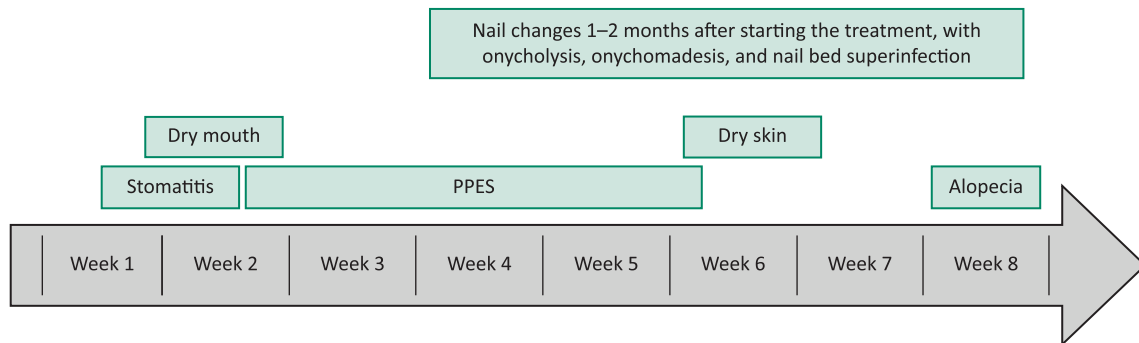 Nail changes 1–2 months after starting the treatment, with
onycholysis, onychomadesis, and nail bed superinfection
Dry mouth
Dry skin
Stomatitis
PPES
Alopecia
Week 1
Week 2
Week 3
Week 4
Week 5
Week 6
Week 7
Week 8